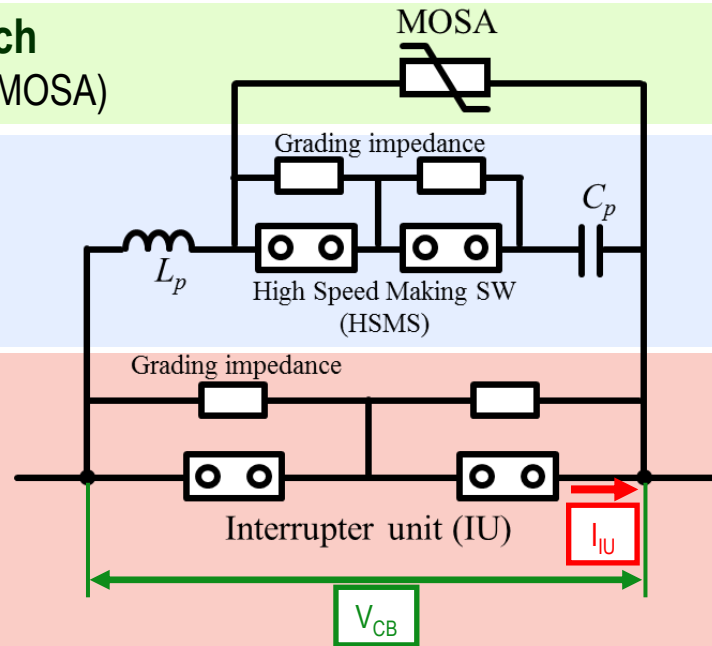 ch
MOSA)
MOSA
Grading impedance
Cp
Lp
High Speed Making SW
(HSMS)
Grading impedance
Interrupter unit (IU)
IIU
VCB